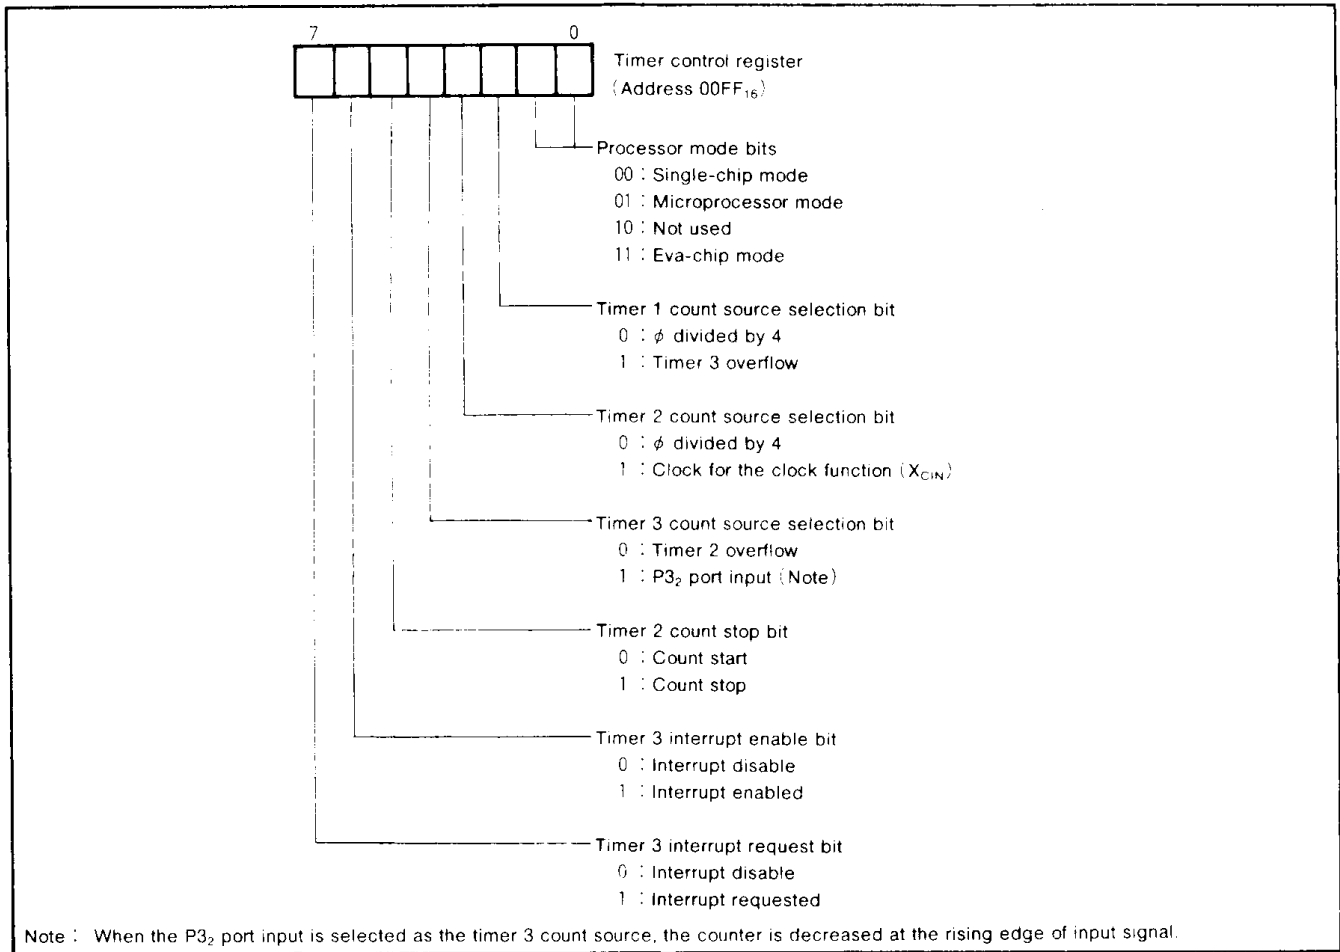 7 0
Timer control register
(Address 00FF₁₆)
Processor mode bits
00 : Single-chip mode
01 : Microprocessor mode
10 : Not used
11 : Eva-chip mode
Timer 1 count source selection bit
0 : φ divided by 4
1 : Timer 3 overflow
Timer 2 count source selection bit
0 : φ divided by 4
1 : Clock for the clock function (X_CIN)
Timer 3 count source selection bit
0 : Timer 2 overflow
1 : P3₂ port input (Note)
Timer 2 count stop bit
0 : Count start
1 : Count stop
Timer 3 interrupt enable bit
0 : Interrupt disable
1 : Interrupt enabled
Timer 3 interrupt request bit
0 : Interrupt disable
1 : Interrupt requested
Note : When the P3₂ port input is selected as the timer 3 count source, the counter is decreased at the rising edge of input signal.